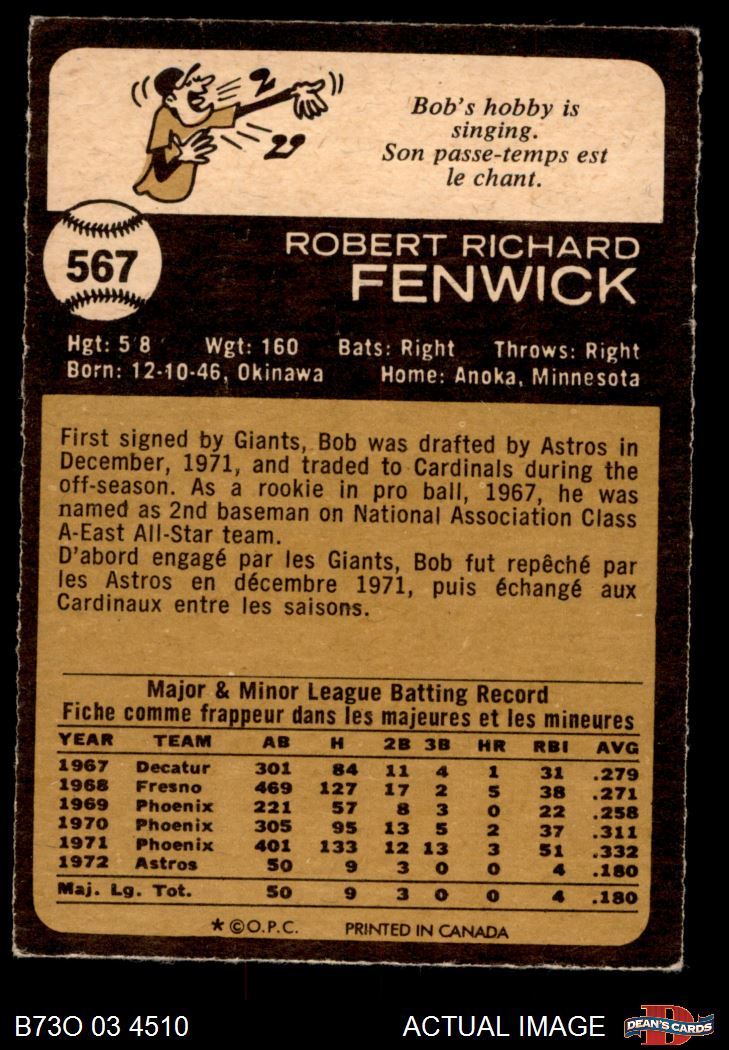 Bob's hobby is
singing.
Son passe-temps est
le chant.
567
ROBERT RICHARD
FENWICK
Hgt: 5 8 Wgt: 160 Bats: Right Throws: Right
Born: 12-10-46, Okinawa Home: Anoka, Minnesota
First signed by Giants, Bob was drafted by Astros in
December, 1971, and traded to Cardinals during the
off-season. As a rookie in pro ball, 1967, he was
named as 2nd baseman on National Association Class
A-East All-Star team.
D'abord engagé par les Giants, Bob fut repêché par
les Astros en décembre 1971, puis échangé aux
Cardinaux entre les saisons.
Major & Minor League Batting Record
Fiche comme frappeur dans les majeures et les mineures
YEAR TEAM AB H 2B 3B HR RBI AVG
1967 Decatur 301 84 11 4 1 31 .279
1968 Fresno 469 127 17 2 5 38 .271
1969 Phoenix 221 57 8 3 0 22 .258
1970 Phoenix 305 95 13 5 2 37 .311
1971 Phoenix 401 133 12 13 3 51 .332
1972 Astros 50 9 3 0 0 4 .180
Maj. Lg. Tot. 50 9 3 0 0 4 .180
* © O.P.C. PRINTED IN CANADA
B73O 03 4510 ACTUAL IMAGE D DEAN'S CARDS